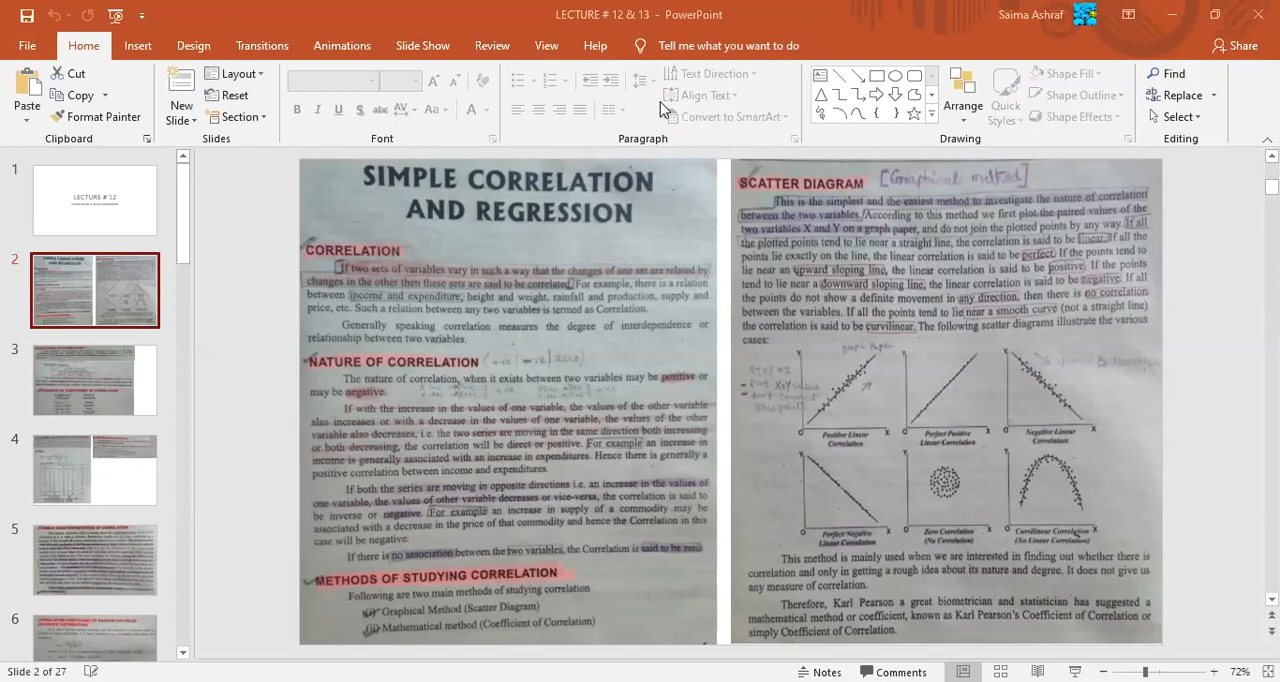 LECTURE # 12 & 13 - PowerPoint
Saima Ashraf
File Home Insert Design Transitions Animations Slide Show Review View Help Tell me what you want to do
Share
Cut
Copy
Format Painter
Paste
Clipboard
New
Slide
Layout
Reset
Section
Slides
B I U S abc AV Aa A
Font
Text Direction
Align Text
Convert to SmartArt
Paragraph
Arrange
Quick
Styles
Shape Fill
Shape Outline
Shape Effects
Drawing
Find
Replace
Select
Editing
1
LECTURE # 12
2
3
4
5
6
SIMPLE CORRELATION
AND REGRESSION
CORRELATION
If two sets of variables vary in such a way that the changes of one set are related by
changes in the other then these sets are said to be correlated. For example, there is a relation
between income and expenditure, height and weight, rainfall and production, supply and
price, etc. Such a relation between any two variables is termed as Correlation.
Generally speaking correlation measures the degree of interdependence or
relationship between two variables.
NATURE OF CORRELATION (+ve | -ve | zero)
The nature of correlation, when it exists between two variables may be positive or
may be negative.
If with the increase in the values of one variable, the values of the other variable
also increases or with a decrease in the values of one variable, the values of the other
variable also decreases, i.e. the two series are moving in the same direction both increasing
or both decreasing, the correlation will be direct or positive. For example an increase in
income is generally associated with an increase in expenditures. Hence there is generally a
positive correlation between income and expenditures.
If both the series are moving in opposite directions i.e. an increase in the values of
one variable, the values of other variable decreases or vice-versa, the correlation is said to
be inverse or negative. For example an increase in supply of a commodity may be
associated with a decrease in the price of that commodity and hence the Correlation in this
case will be negative.
If there is no association between the two variables, the Correlation is said to be zero
METHODS OF STUDYING CORRELATION
Following are two main methods of studying correlation
(i) Graphical Method (Scatter Diagram)
(ii) Mathematical method (Coefficient of Correlation)
SCATTER DIAGRAM [Graphical method]
This is the simplest and the easiest method to investigate the nature of correlation
between the two variables. According to this method we first plot the paired values of the
two variables X and Y on a graph paper, and do not join the plotted points by any way. If all
the plotted points tend to lie near a straight line, the correlation is said to be linear. If all the
points lie exactly on the line, the linear correlation is said to be perfect. If the points tend to
lie near an upward sloping line, the linear correlation is said to be positive. If the points
tend to lie near a downward sloping line, the linear correlation is said to be negative. If all
the points do not show a definite movement in any direction, then there is no correlation
between the variables. If all the points tend to lie near a smooth curve (not a straight line)
the correlation is said to be curvilinear. The following scatter diagrams illustrate the various
cases:
graph Paper
Step #1
- Plot X, Y values
Y Y Y
O X O X O X
Positive Linear
Correlation
Perfect Positive
Linear Correlation
Negative Linear
Correlation
Y Y Y
O X O X O X
Perfect Negative
Linear Correlation
Zero Correlation
(No Correlation)
Curvilinear Correlation
(No Linear Correlation)
This method is mainly used when we are interested in finding out whether there is
correlation and only in getting a rough idea about its nature and degree. It does not give us
any measure of correlation.
Therefore, Karl Pearson a great biometrician and statistician has suggested a
mathematical method or coefficient, known as Karl Pearson's Coefficient of Correlation or
simply Coefficient of Correlation.
Slide 2 of 27
Notes
Comments
72%